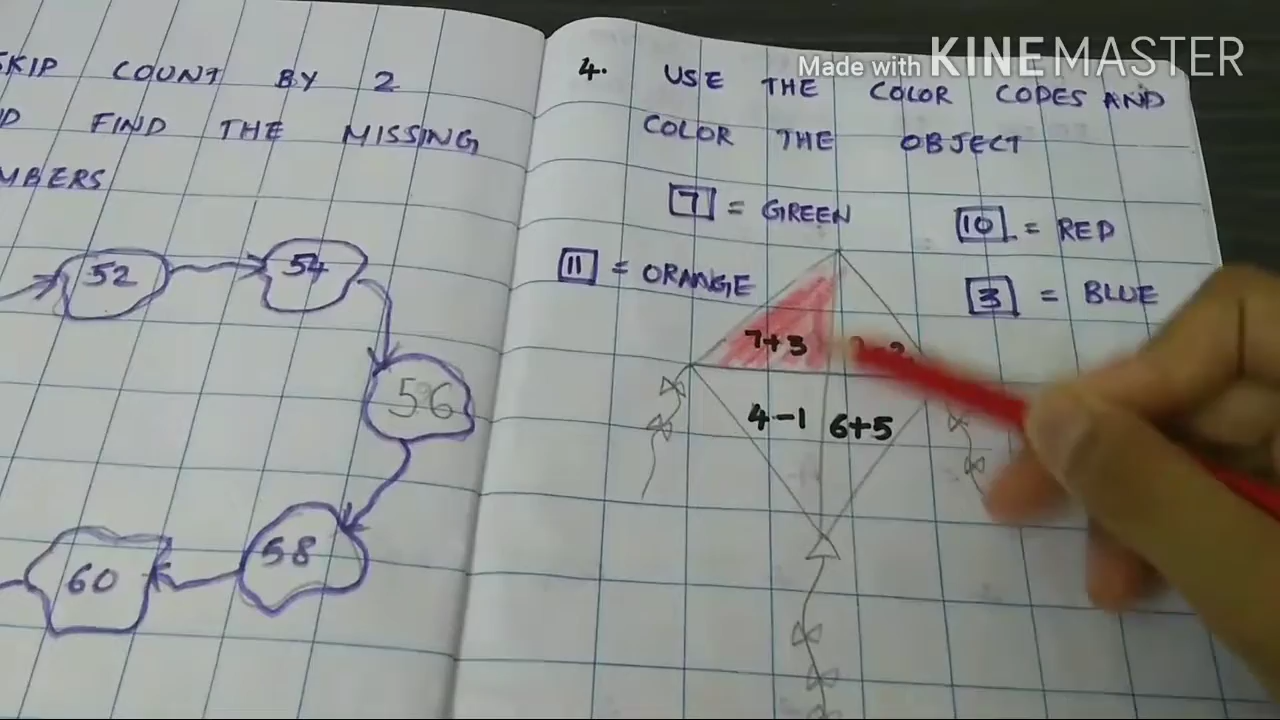 SKIP COUNT BY 2
FIND THE MISSING
52
54
56
58
60
4. USE THE COLOR CODES AND
COLOR THE OBJECT
7 = GREEN
10 = RED
11 = ORANGE
3 = BLUE
7+3
4-1
6+5
Made with KINEMASTER